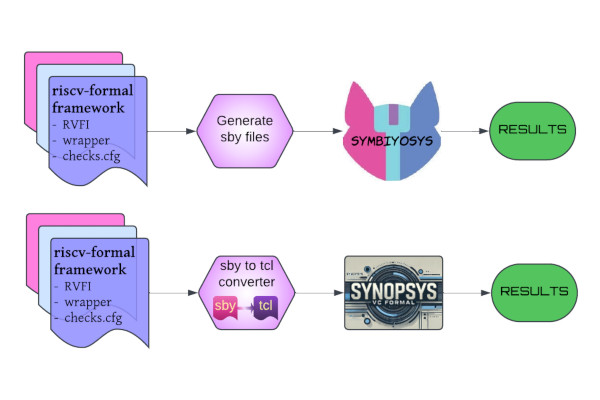 riscv-formal
framework
- RVFI
- wrapper
- checks.cfg
Generate
sby files
SYMBIYOSYS
RESULTS
riscv-formal
framework
- RVFI
- wrapper
- checks.cfg
sby to tcl
converter
sby
tcl
SYNOPSYS
VC FORMAL
RESULTS